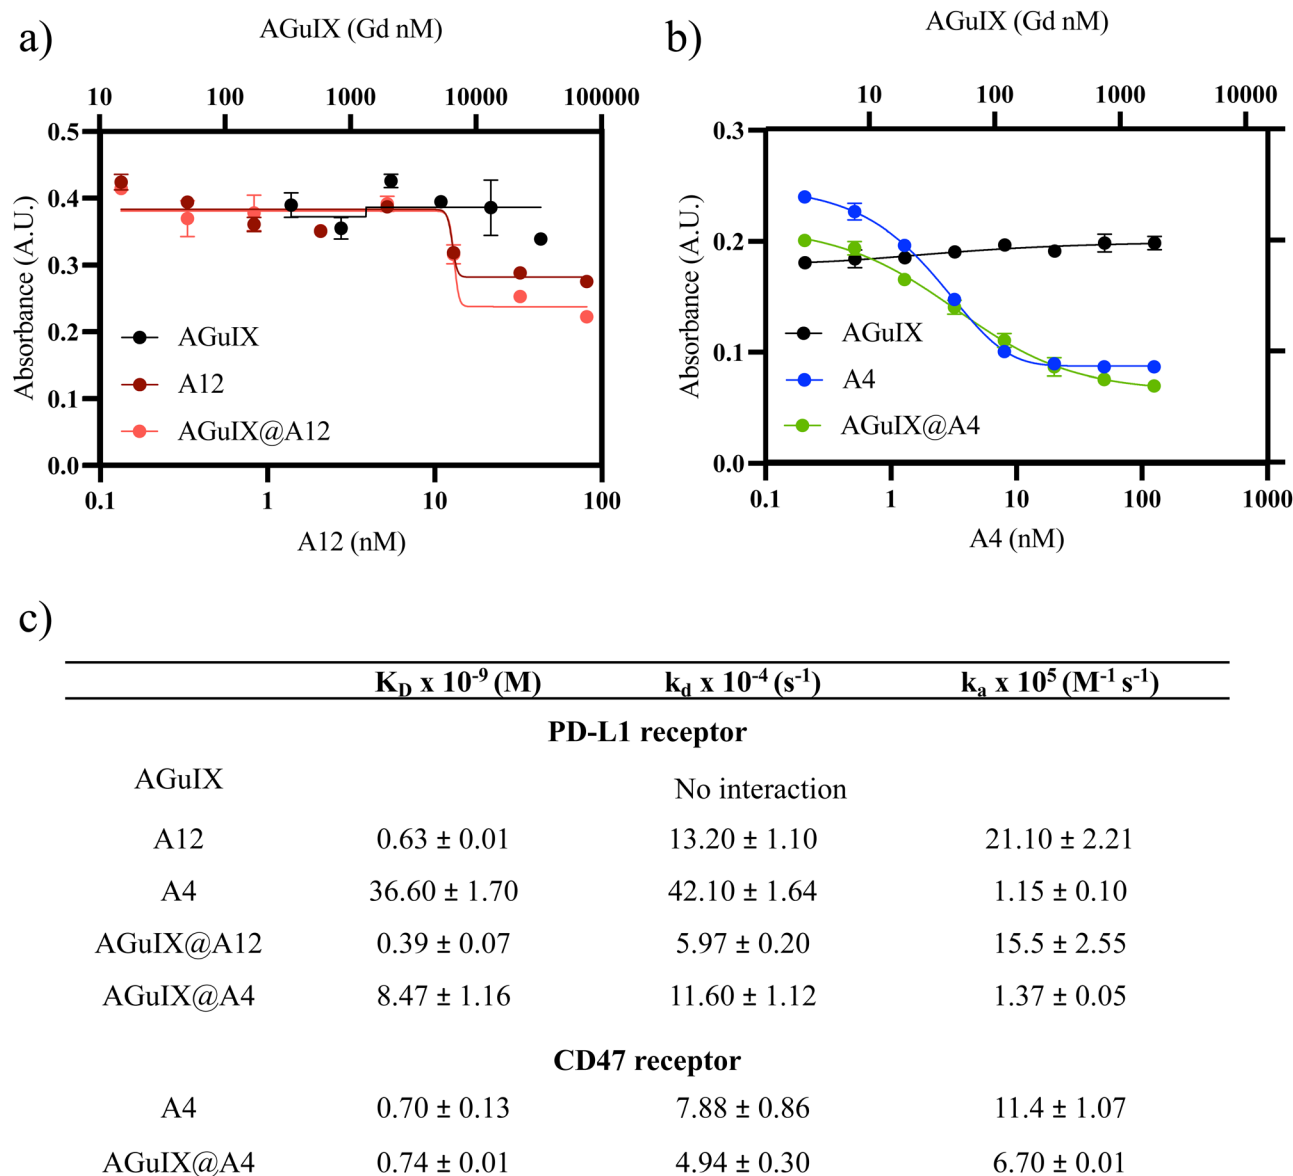 a)
AGuIX (Gd nM)
10 100 1000 10000 100000
0.5
0.4
0.3
0.2
0.1
0.0
Absorbance (A.U.)
AGuIX
A12
AGuIX@A12
0.1 1 10 100
A12 (nM)
b)
AGuIX (Gd nM)
10 100 1000 10000
0.3
0.2
0.1
0.0
Absorbance (A.U.)
AGuIX
A4
AGuIX@A4
0.1 1 10 100 1000
A4 (nM)
c)
K_D x 10^-9 (M) k_d x 10^-4 (s^-1) k_a x 10^5 (M^-1 s^-1)
PD-L1 receptor
AGuIX No interaction
A12 0.63 ± 0.01 13.20 ± 1.10 21.10 ± 2.21
A4 36.60 ± 1.70 42.10 ± 1.64 1.15 ± 0.10
AGuIX@A12 0.39 ± 0.07 5.97 ± 0.20 15.5 ± 2.55
AGuIX@A4 8.47 ± 1.16 11.60 ± 1.12 1.37 ± 0.05
CD47 receptor
A4 0.70 ± 0.13 7.88 ± 0.86 11.4 ± 1.07
AGuIX@A4 0.74 ± 0.01 4.94 ± 0.30 6.70 ± 0.01